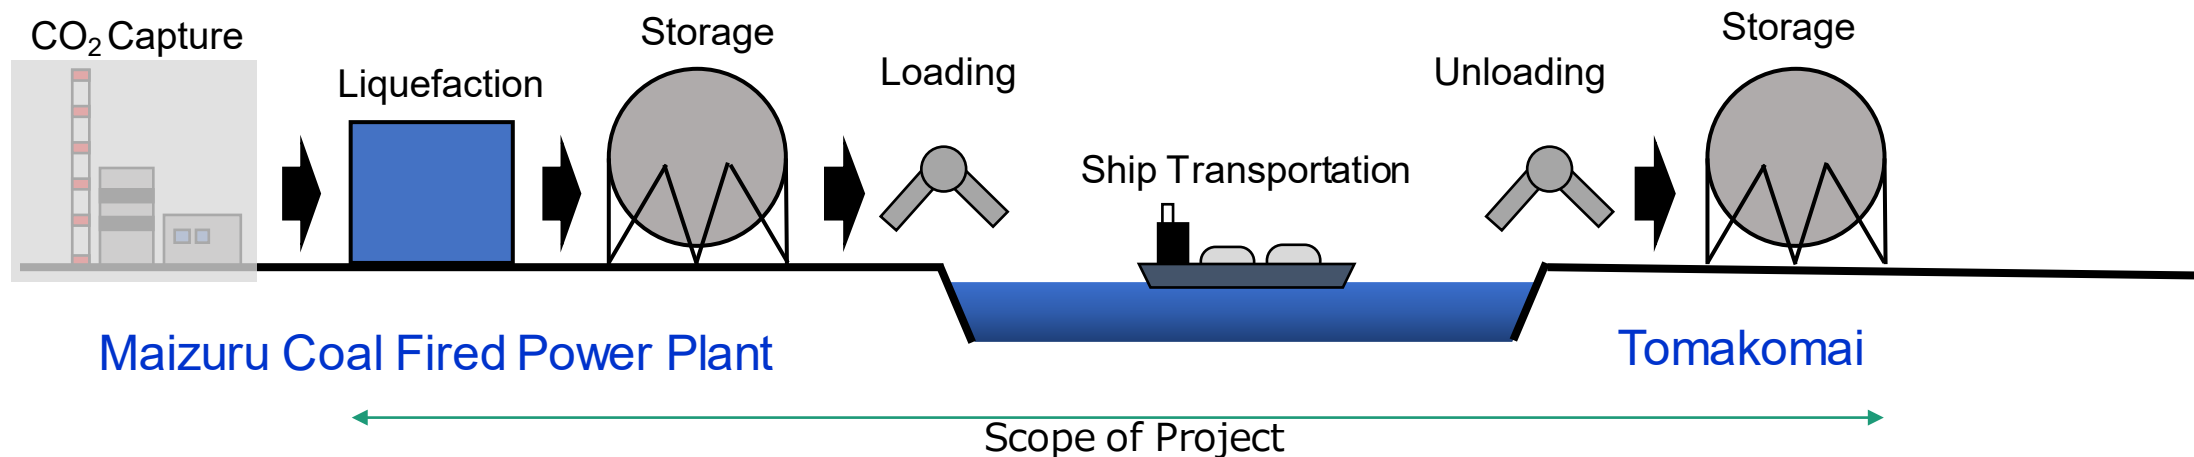 CO₂ Capture
Liquefaction
Storage
Loading
Ship Transportation
Unloading
Storage
Maizuru Coal Fired Power Plant
Tomakomai
Scope of Project